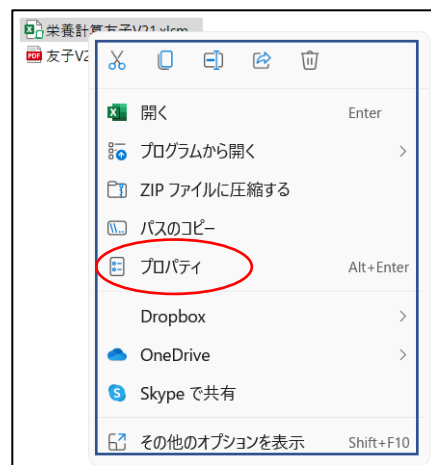 栄養計算友子V21.xlsm
友子V2
開く Enter
プログラムから開く
ZIP ファイルに圧縮する
パスのコピー
プロパティ Alt+Enter
Dropbox
OneDrive
Skype で共有
その他のオプションを表示 Shift+F10